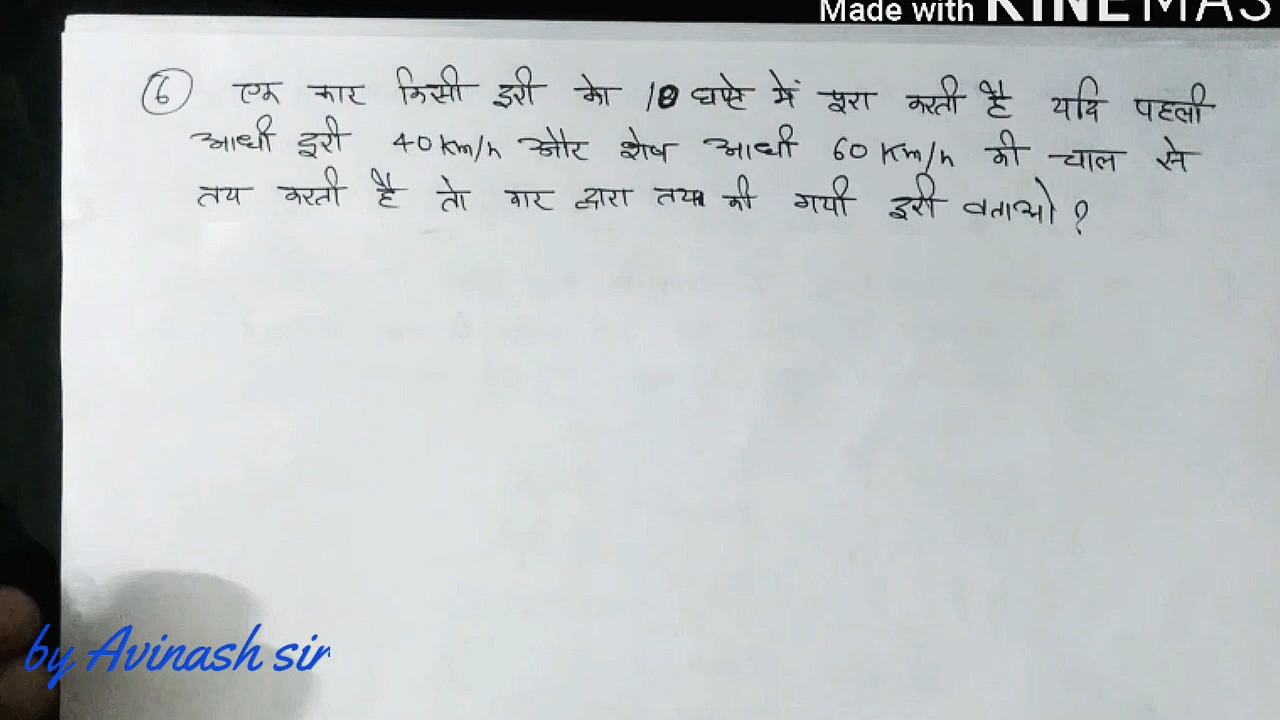 Made with KINEMAS
6 एक कार किसी दूरी को 10 घण्टे में पूरा करती है यदि पहली
आधी दूरी 40 km/h और शेष आधी 60 km/h की चाल से
तय करती है तो कार द्वारा तय की गयी दूरी बताओ ?
by Avinash sir